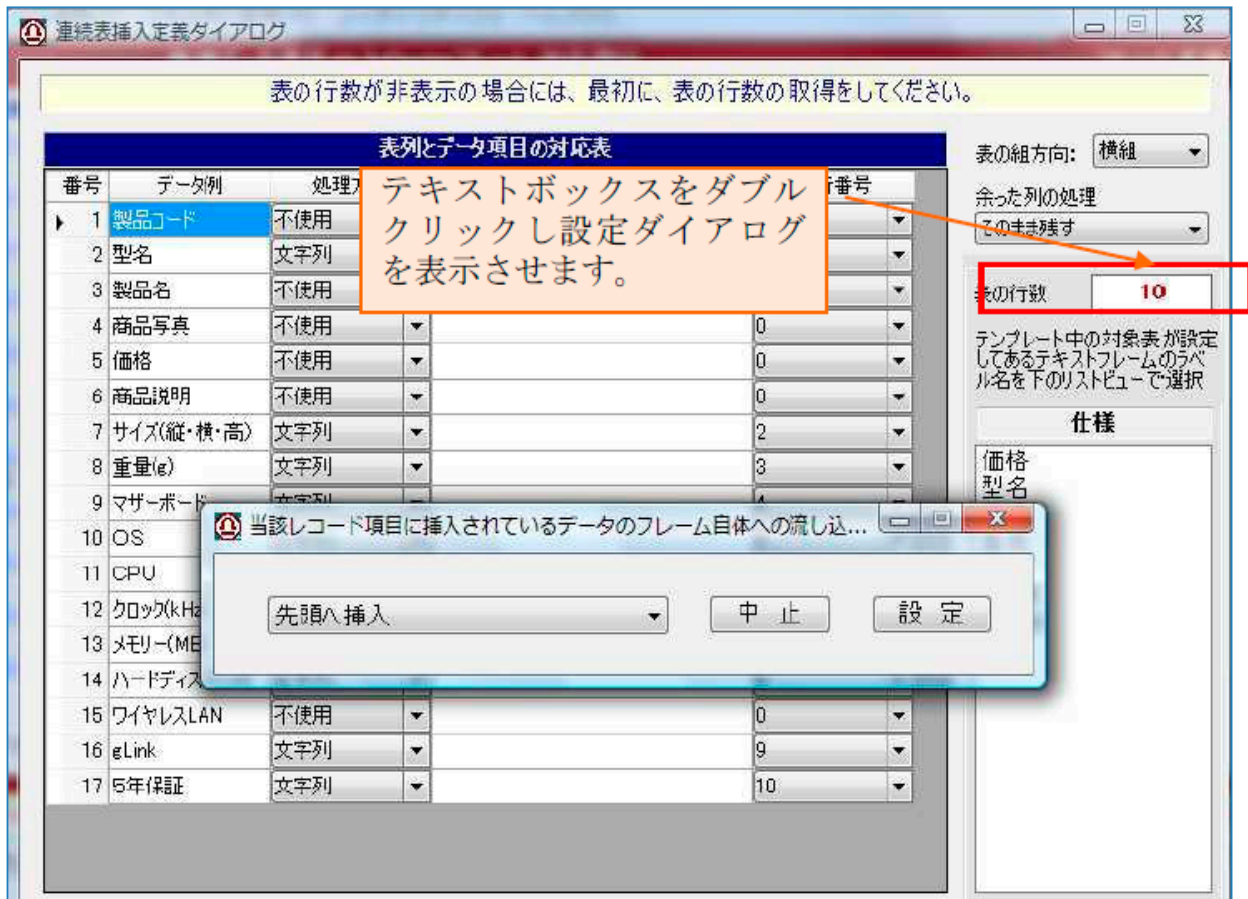 連続表挿入定義ダイアログ
表の行数が非表示の場合には、最初に、表の行数の取得をしてください。
表列とデータ項目の対応表
表の組方向: 横組
余った列の処理
そのまま残す
表の行数 10
テンプレート中の対象表が設定
してあるテキストフレームのラベ
ル名を下のリストビューで選択
仕様
価格
型名
テキストボックスをダブル
クリックし設定ダイアログ
を表示させます。
番号 データ例 処理 番号
1 製品コード 不使用
2 型名 文字列
3 製品名 不使用
4 商品写真 不使用 0
5 価格 不使用 0
6 商品説明 不使用 0
7 サイズ(縦・横・高) 文字列 2
8 重量(g) 文字列 3
9 マザーボード 文字列 4
10 OS
11 CPU
12 クロック(kHz
13 メモリー(ME
14 ハードディス
15 ワイヤレスLAN 不使用 0
16 gLink 文字列 9
17 5年保証 文字列 10
当該レコード項目に挿入されているデータのフレーム自体への流し込...
先頭へ挿入 中 止 設 定